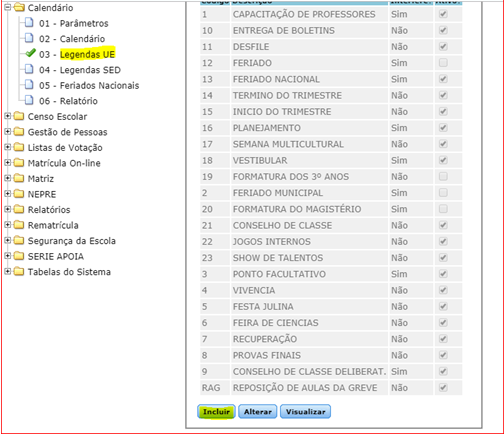 Calendário
01 - Parâmetros
02 - Calendário
03 - Legendas UE
04 - Legendas SED
05 - Feriados Nacionais
06 - Relatório
Censo Escolar
Gestão de Pessoas
Listas de Votação
Matrícula On-line
Matriz
NEPRE
Relatórios
Rematrícula
Segurança da Escola
SERIE APOIA
Tabelas do Sistema
Código Descrição Interfere? Ativo?
1 CAPACITAÇÃO DE PROFESSORES Sim
10 ENTREGA DE BOLETINS Não
11 DESFILE Não
12 FERIADO Sim
13 FERIADO NACIONAL Sim
14 TERMINO DO TRIMESTRE Não
15 INICIO DO TRIMESTRE Não
16 PLANEJAMENTO Sim
17 SEMANA MULTICULTURAL Não
18 VESTIBULAR Sim
19 FORMATURA DOS 3º ANOS Não
2 FERIADO MUNICIPAL Sim
20 FORMATURA DO MAGISTÉRIO Sim
21 CONSELHO DE CLASSE Não
22 JOGOS INTERNOS Não
23 SHOW DE TALENTOS Não
3 PONTO FACULTATIVO Sim
4 VIVENCIA Não
5 FESTA JULINA Não
6 FEIRA DE CIENCIAS Não
7 RECUPERAÇÃO Não
8 PROVAS FINAIS Não
9 CONSELHO DE CLASSE DELIBERAT. Sim
RAG REPOSIÇÃO DE AULAS DA GREVE Não
Incluir Alterar Visualizar